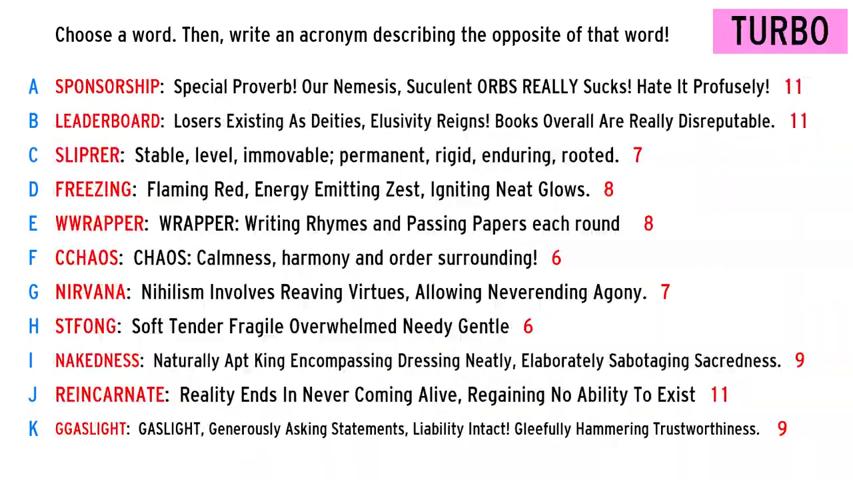 Choose a word. Then, write an acronym describing the opposite of that word!
TURBO
A SPONSORSHIP: Special Proverb! Our Nemesis, Suculent ORBS REALLY Sucks! Hate It Profusely! 11
B LEADERBOARD: Losers Existing As Deities, Elusivity Reigns! Books Overall Are Really Disreputable. 11
C SLIPRER: Stable, level, immovable; permanent, rigid, enduring, rooted. 7
D FREEZING: Flaming Red, Energy Emitting Zest, Igniting Neat Glows. 8
E WWRAPPER: WRAPPER: Writing Rhymes and Passing Papers each round 8
F CCHAOS: CHAOS: Calmness, harmony and order surrounding! 6
G NIRVANA: Nihilism Involves Reaving Virtues, Allowing Neverending Agony. 7
H STFONG: Soft Tender Fragile Overwhelmed Needy Gentle 6
I NAKEDNESS: Naturally Apt King Encompassing Dressing Neatly, Elaborately Sabotaging Sacredness. 9
J REINCARNATE: Reality Ends In Never Coming Alive, Regaining No Ability To Exist 11
K GGASLIGHT: GASLIGHT, Generously Asking Statements, Liability Intact! Gleefully Hammering Trustworthiness. 9